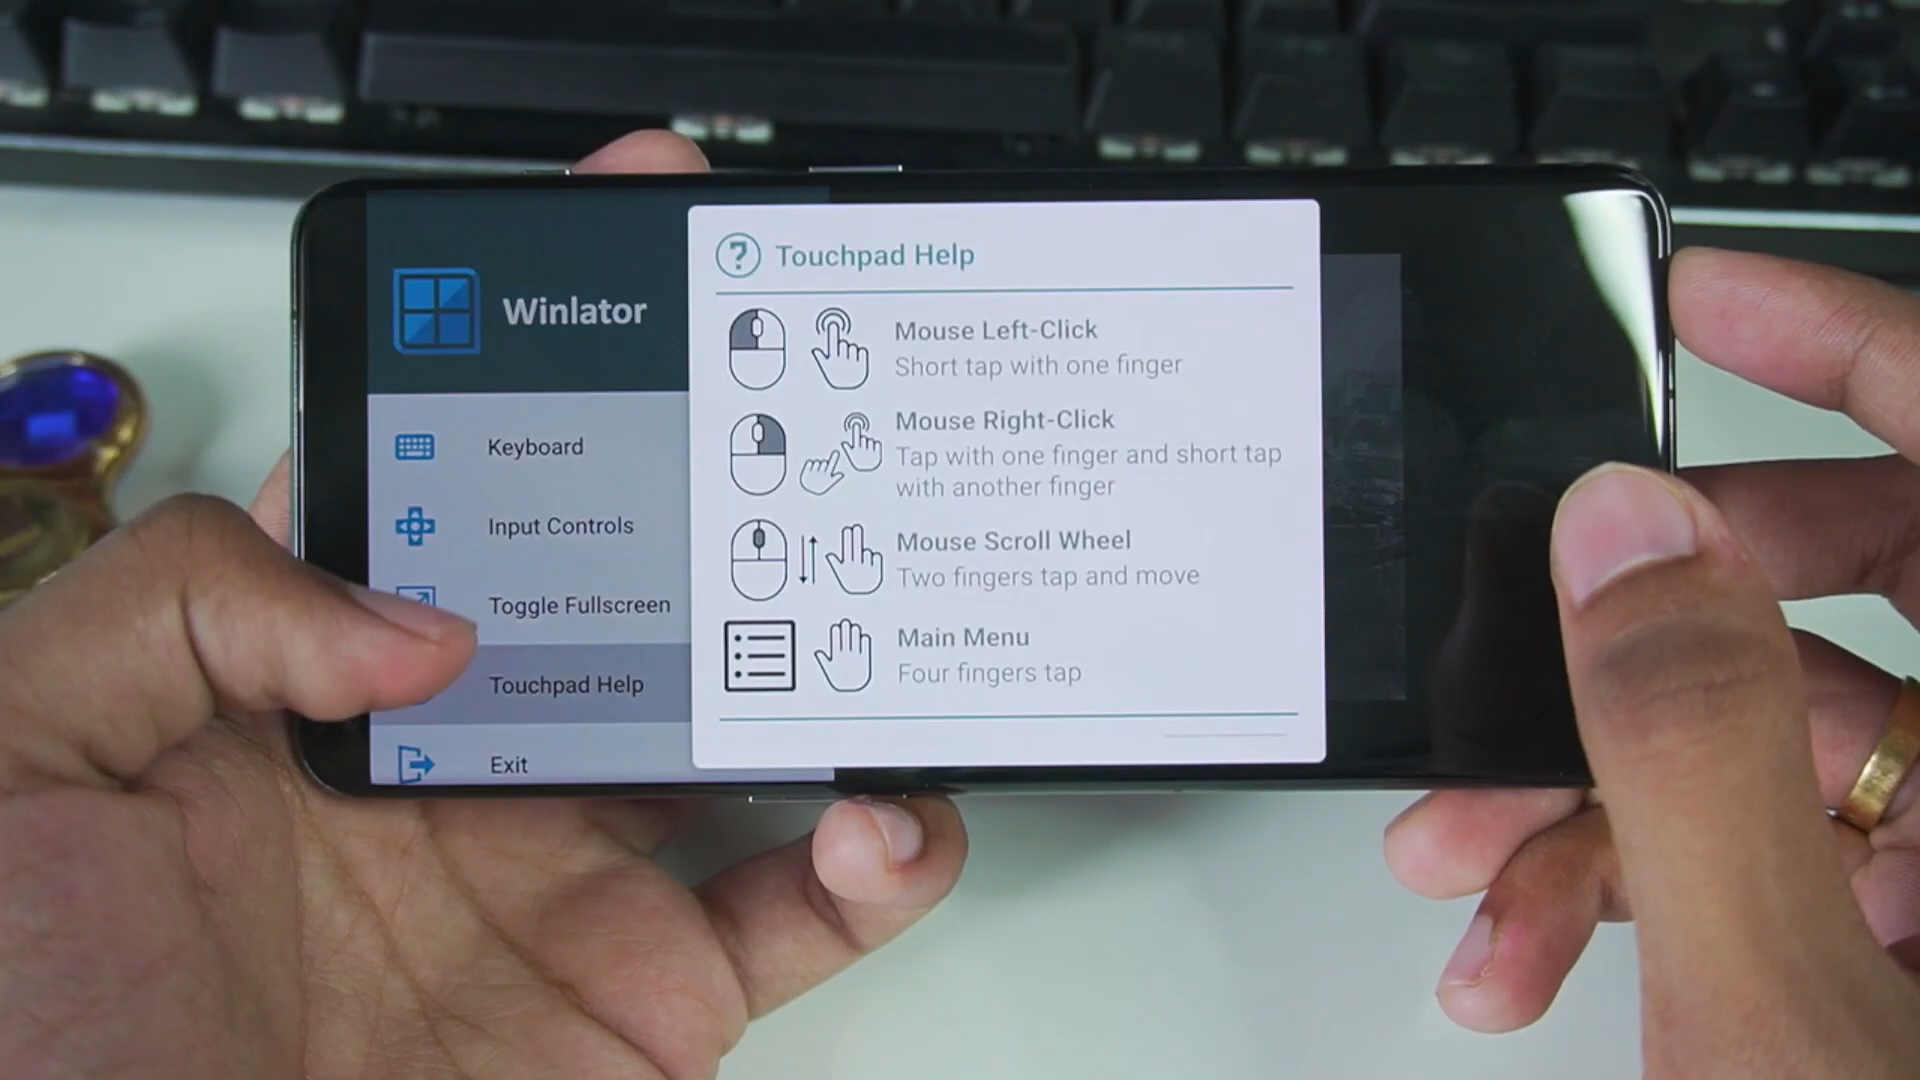 Winlator
Keyboard
Input Controls
Toggle Fullscreen
Touchpad Help
Exit
? Touchpad Help
Mouse Left-Click
Short tap with one finger
Mouse Right-Click
Tap with one finger and short tap
with another finger
Mouse Scroll Wheel
Two fingers tap and move
Main Menu
Four fingers tap